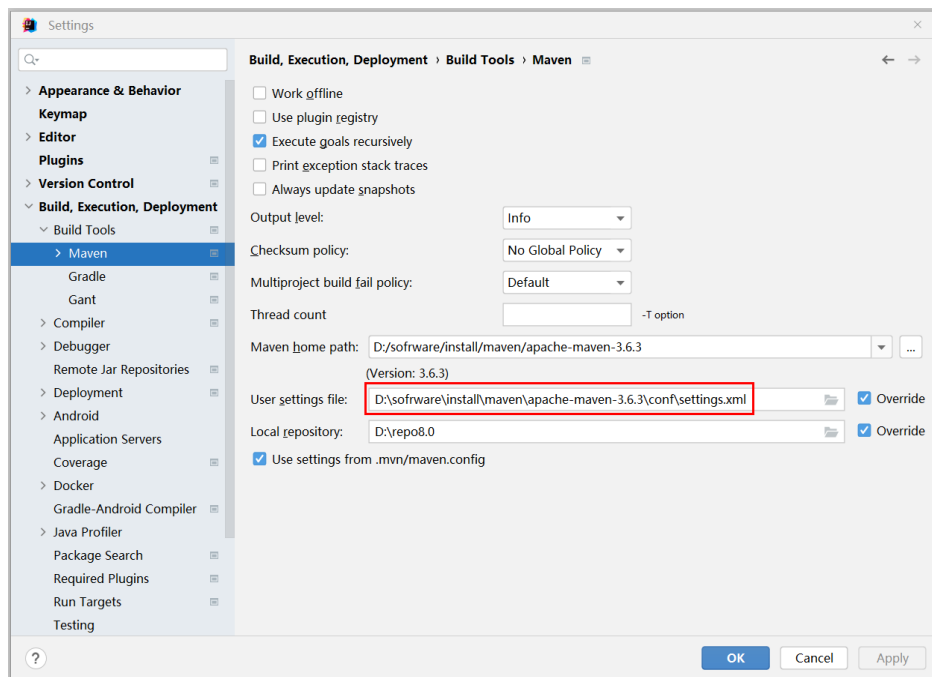 Settings
Build, Execution, Deployment › Build Tools › Maven
Appearance & Behavior
Keymap
Editor
Plugins
Version Control
Build, Execution, Deployment
Build Tools
Maven
Gradle
Gant
Compiler
Debugger
Remote Jar Repositories
Deployment
Android
Application Servers
Coverage
Docker
Gradle-Android Compiler
Java Profiler
Package Search
Required Plugins
Run Targets
Testing
Work offline
Use plugin registry
Execute goals recursively
Print exception stack traces
Always update snapshots
Output level: Info
Checksum policy: No Global Policy
Multiproject build fail policy: Default
Thread count -T option
Maven home path: D:/sofrware/install/maven/apache-maven-3.6.3 ...
(Version: 3.6.3)
User settings file: D:\sofrware\install\maven\apache-maven-3.6.3\conf\settings.xml Override
Local repository: D:\repo8.0 Override
Use settings from .mvn/maven.config
? OK Cancel Apply